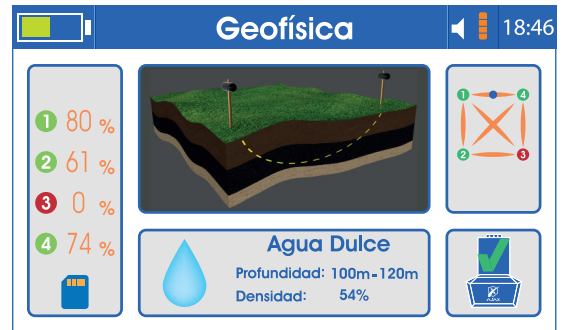 Geofísica
18:46
1 80 %
2 61 %
3 0 %
4 74 %
1 4
2 3
Agua Dulce
Profundidad: 100m-120m
Densidad: 54%
AJAX